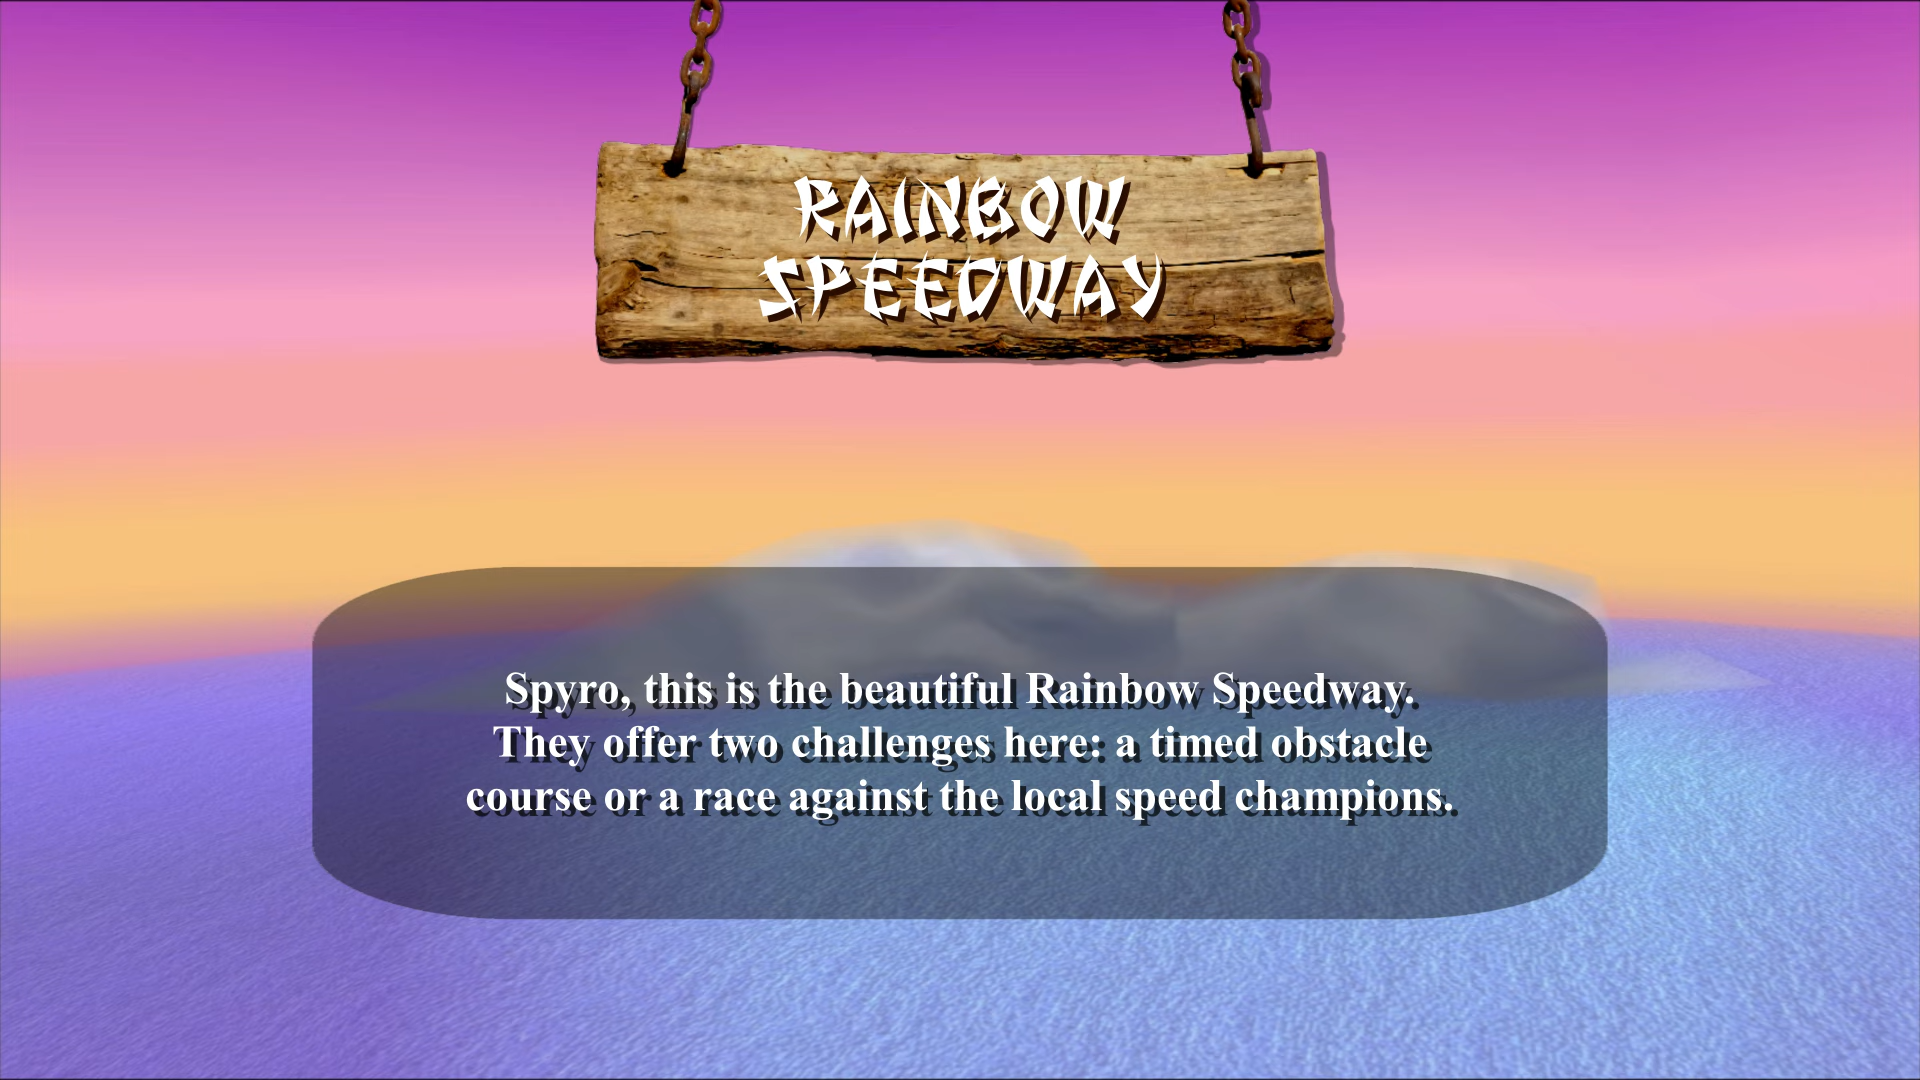 RAINBOW
SPEEDWAY
Spyro, this is the beautiful Rainbow Speedway.
They offer two challenges here: a timed obstacle
course or a race against the local speed champions.